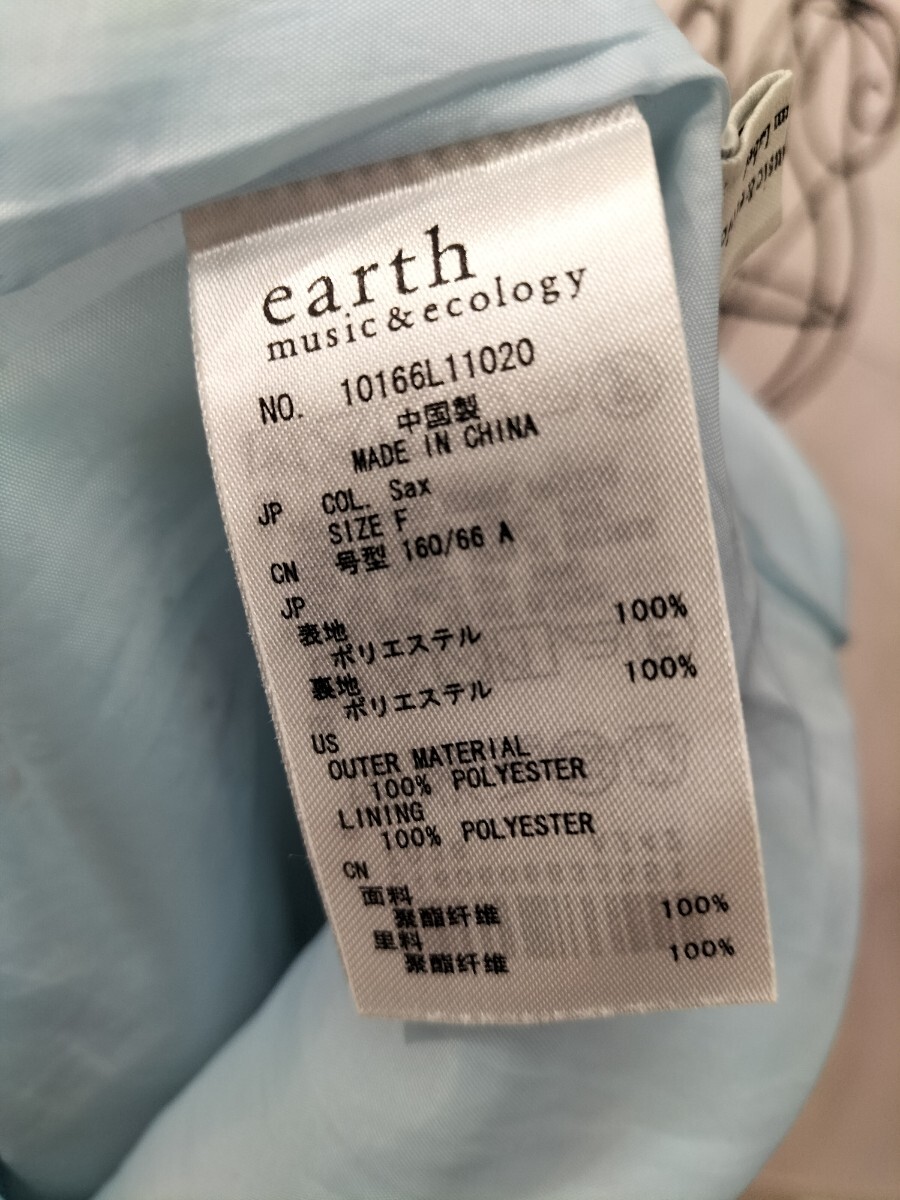 earth
music & ecology
NO. 10166L11020
中国製
MADE IN CHINA
JP COL. Sax
SIZE F
CN 号型 160/66 A
JP
表地
ポリエステル 100%
裏地
ポリエステル 100%
US
OUTER MATERIAL
100% POLYESTER
LINING
100% POLYESTER
CN
面料
聚酯纤维 100%
里料
聚酯纤维 100%